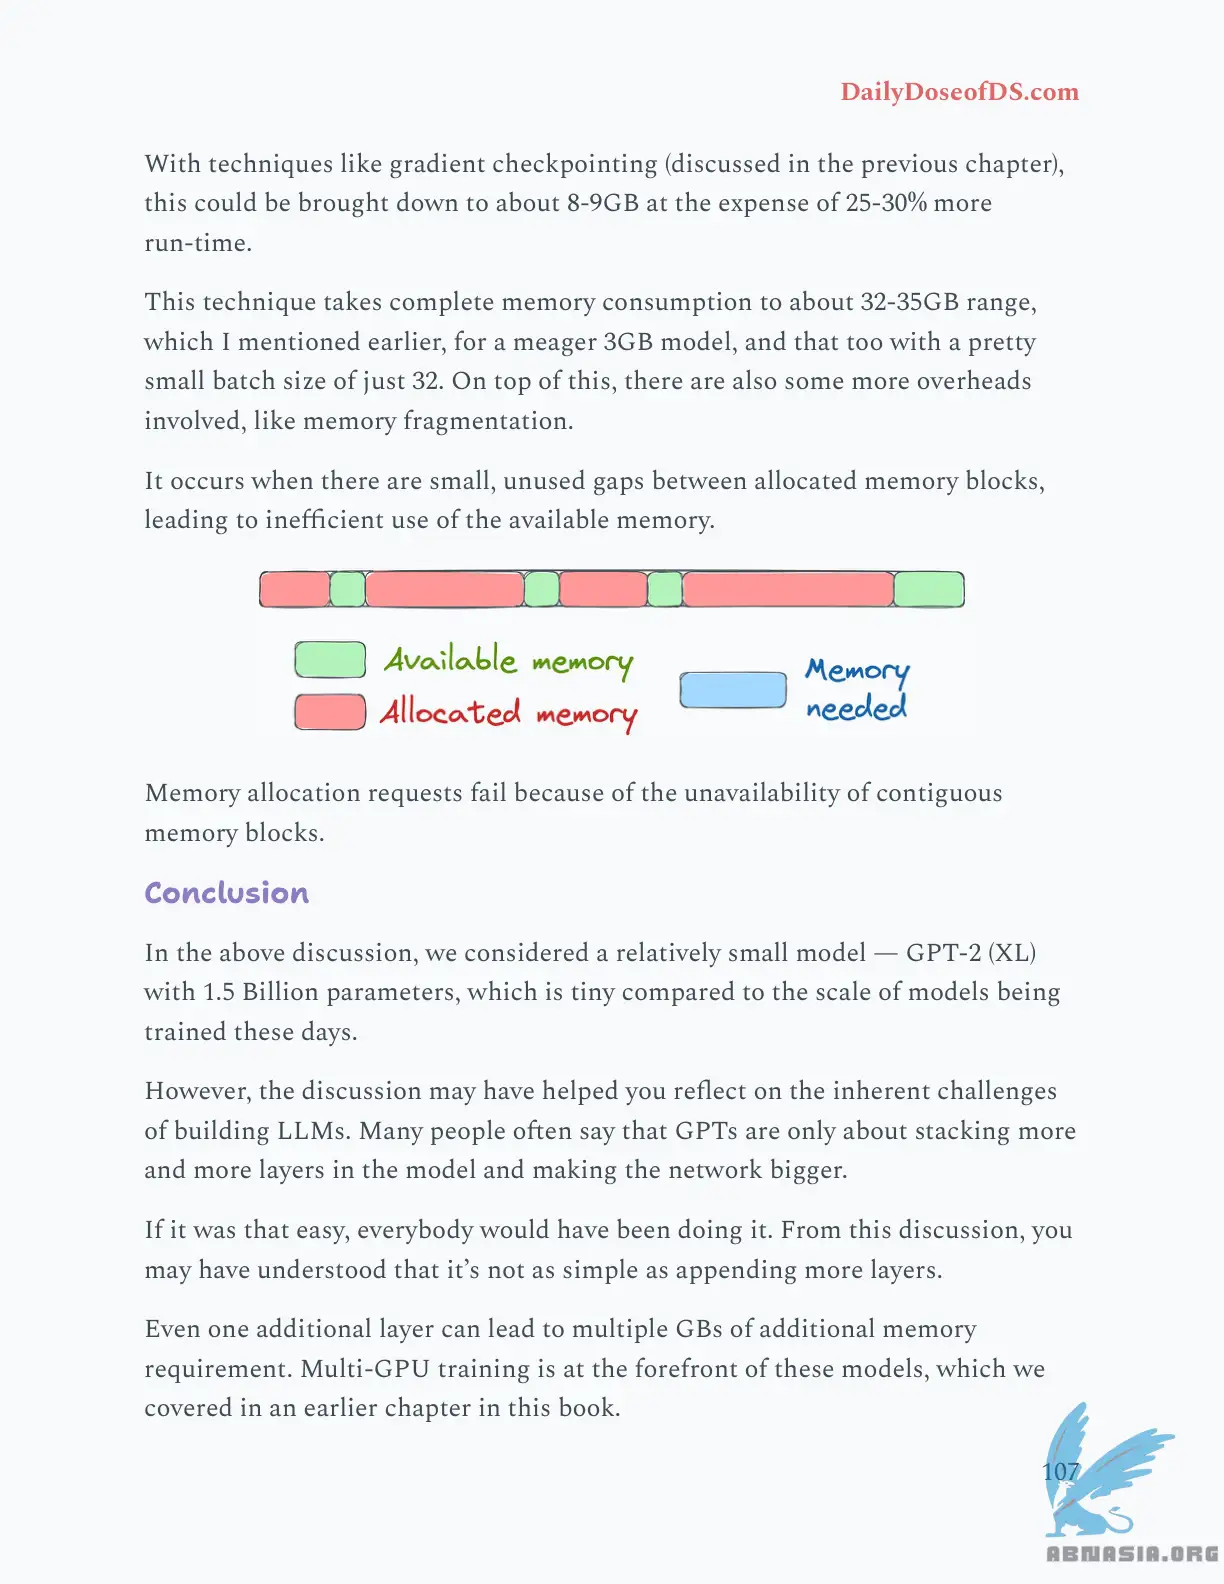 DailyDoseofDS.com
With techniques like gradient checkpointing (discussed in the previous chapter),
this could be brought down to about 8-9GB at the expense of 25-30% more
run-time.
This technique takes complete memory consumption to about 32-35GB range,
which I mentioned earlier, for a meager 3GB model, and that too with a pretty
small batch size of just 32. On top of this, there are also some more overheads
involved, like memory fragmentation.
It occurs when there are small, unused gaps between allocated memory blocks,
leading to inefficient use of the available memory.
Available memory
Allocated memory
Memory
needed
Memory allocation requests fail because of the unavailability of contiguous
memory blocks.
Conclusion
In the above discussion, we considered a relatively small model — GPT-2 (XL)
with 1.5 Billion parameters, which is tiny compared to the scale of models being
trained these days.
However, the discussion may have helped you reflect on the inherent challenges
of building LLMs. Many people often say that GPTs are only about stacking more
and more layers in the model and making the network bigger.
If it was that easy, everybody would have been doing it. From this discussion, you
may have understood that it’s not as simple as appending more layers.
Even one additional layer can lead to multiple GBs of additional memory
requirement. Multi-GPU training is at the forefront of these models, which we
covered in an earlier chapter in this book.
107
ABNASIA.ORG